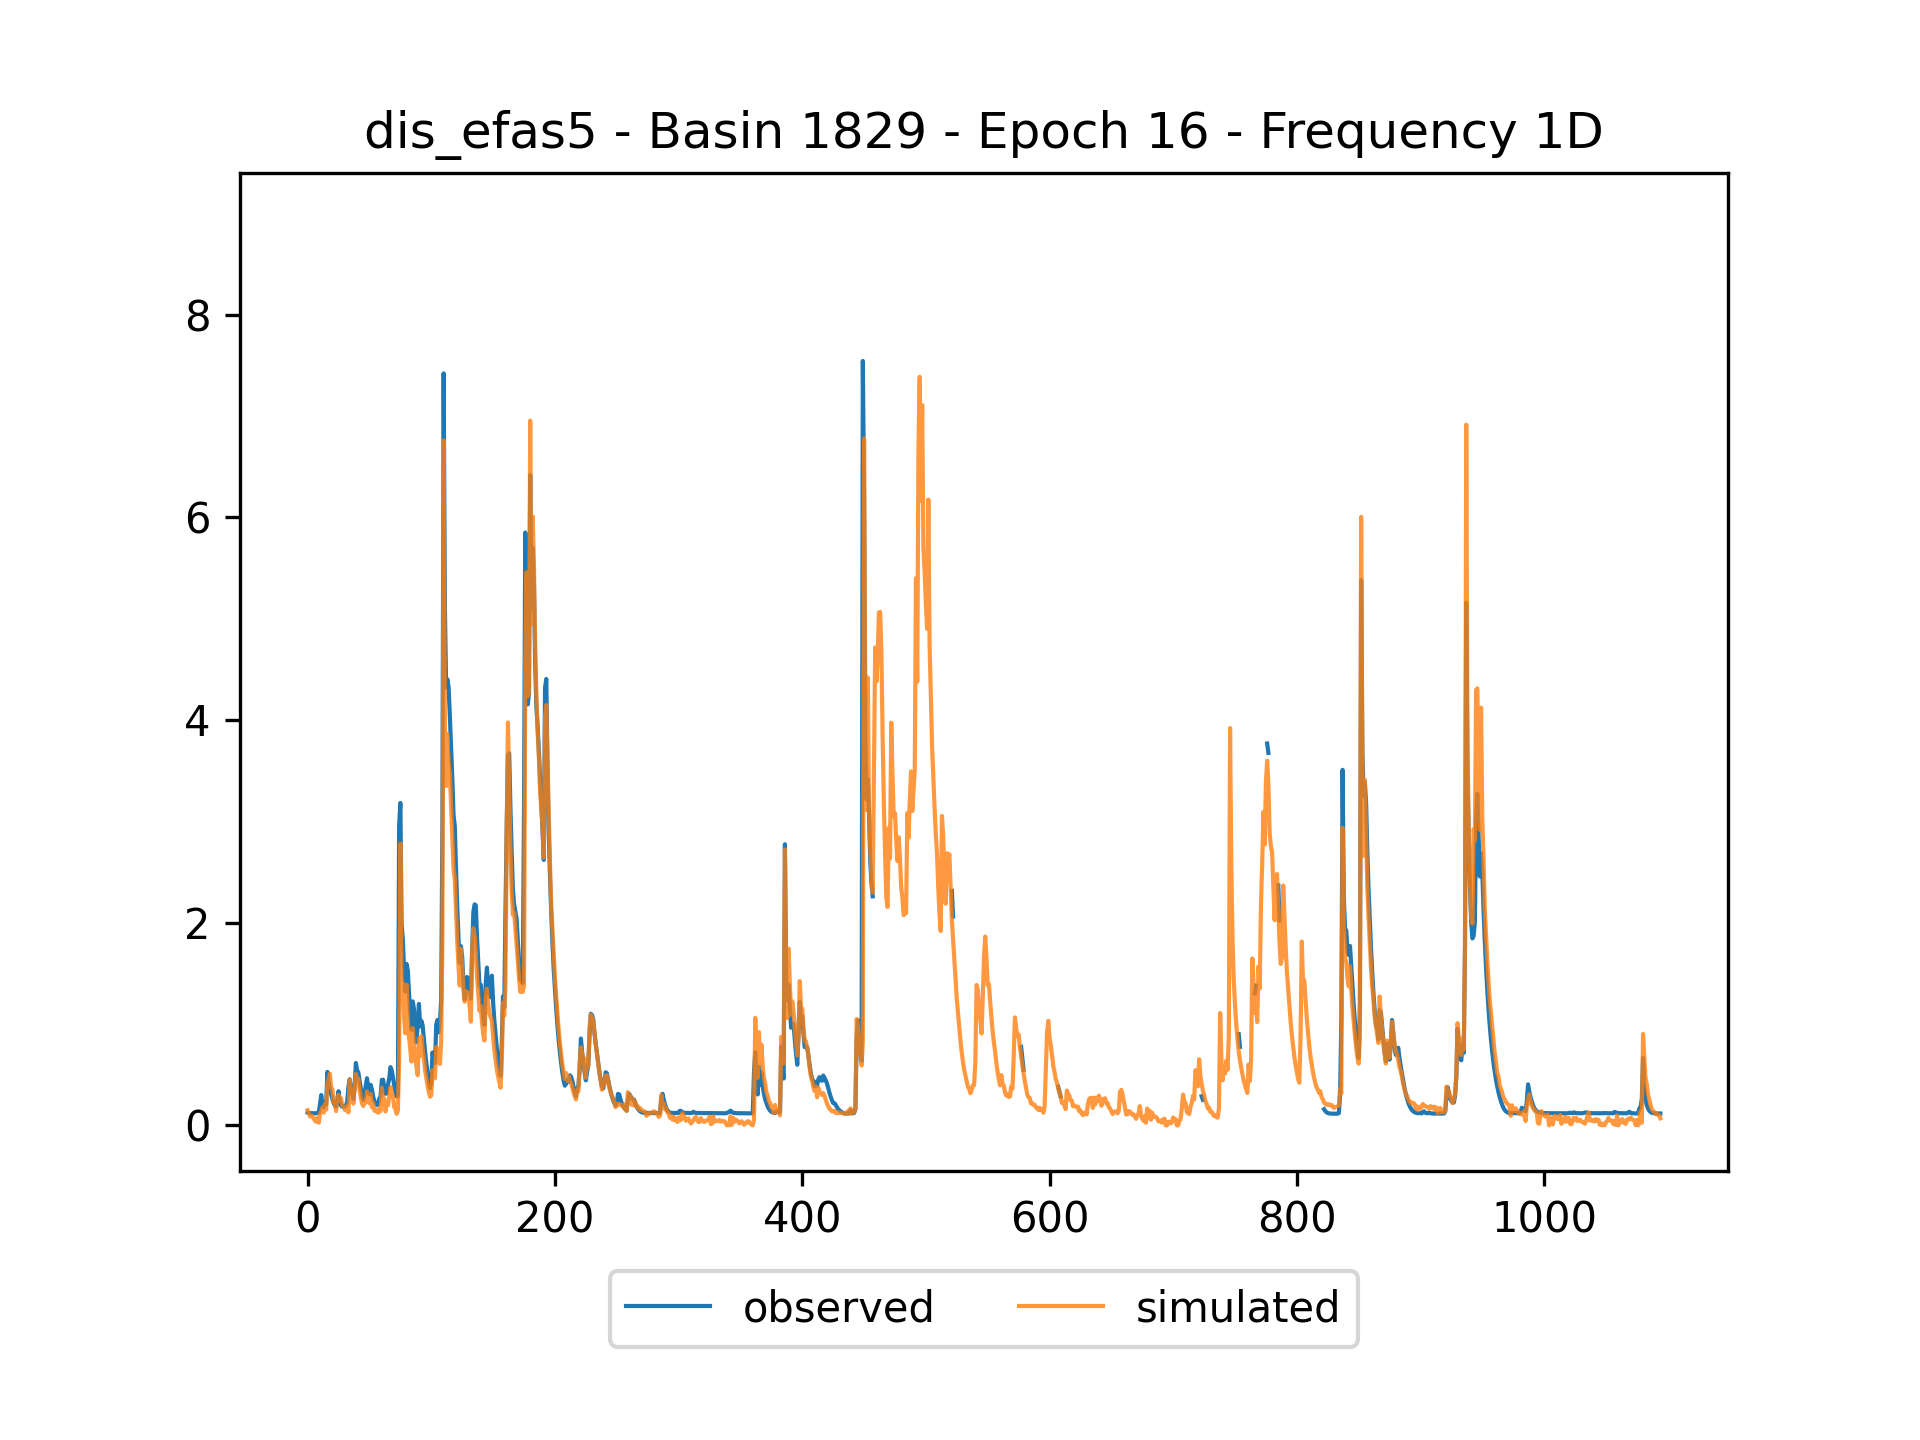 dis_efas5 - Basin 1829 - Epoch 16 - Frequency 1D
8
6
4
2
0
0 200 400 600 800 1000
observed simulated